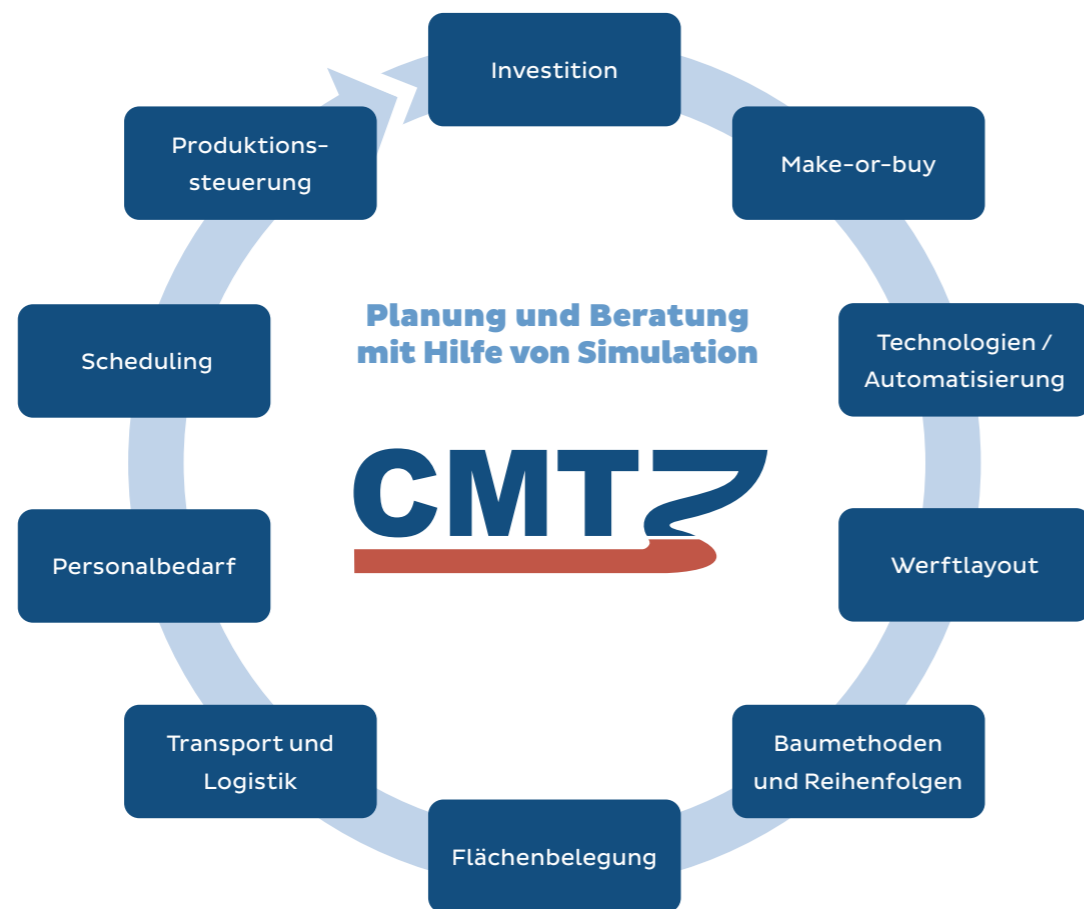 Investition
Make-or-buy
Technologien /
Automatisierung
Werftlayout
Baumethoden
und Reihenfolgen
Flächenbelegung
Transport und
Logistik
Personalbedarf
Scheduling
Produktions-
steuerung
Planung und Beratung
mit Hilfe von Simulation
CMT